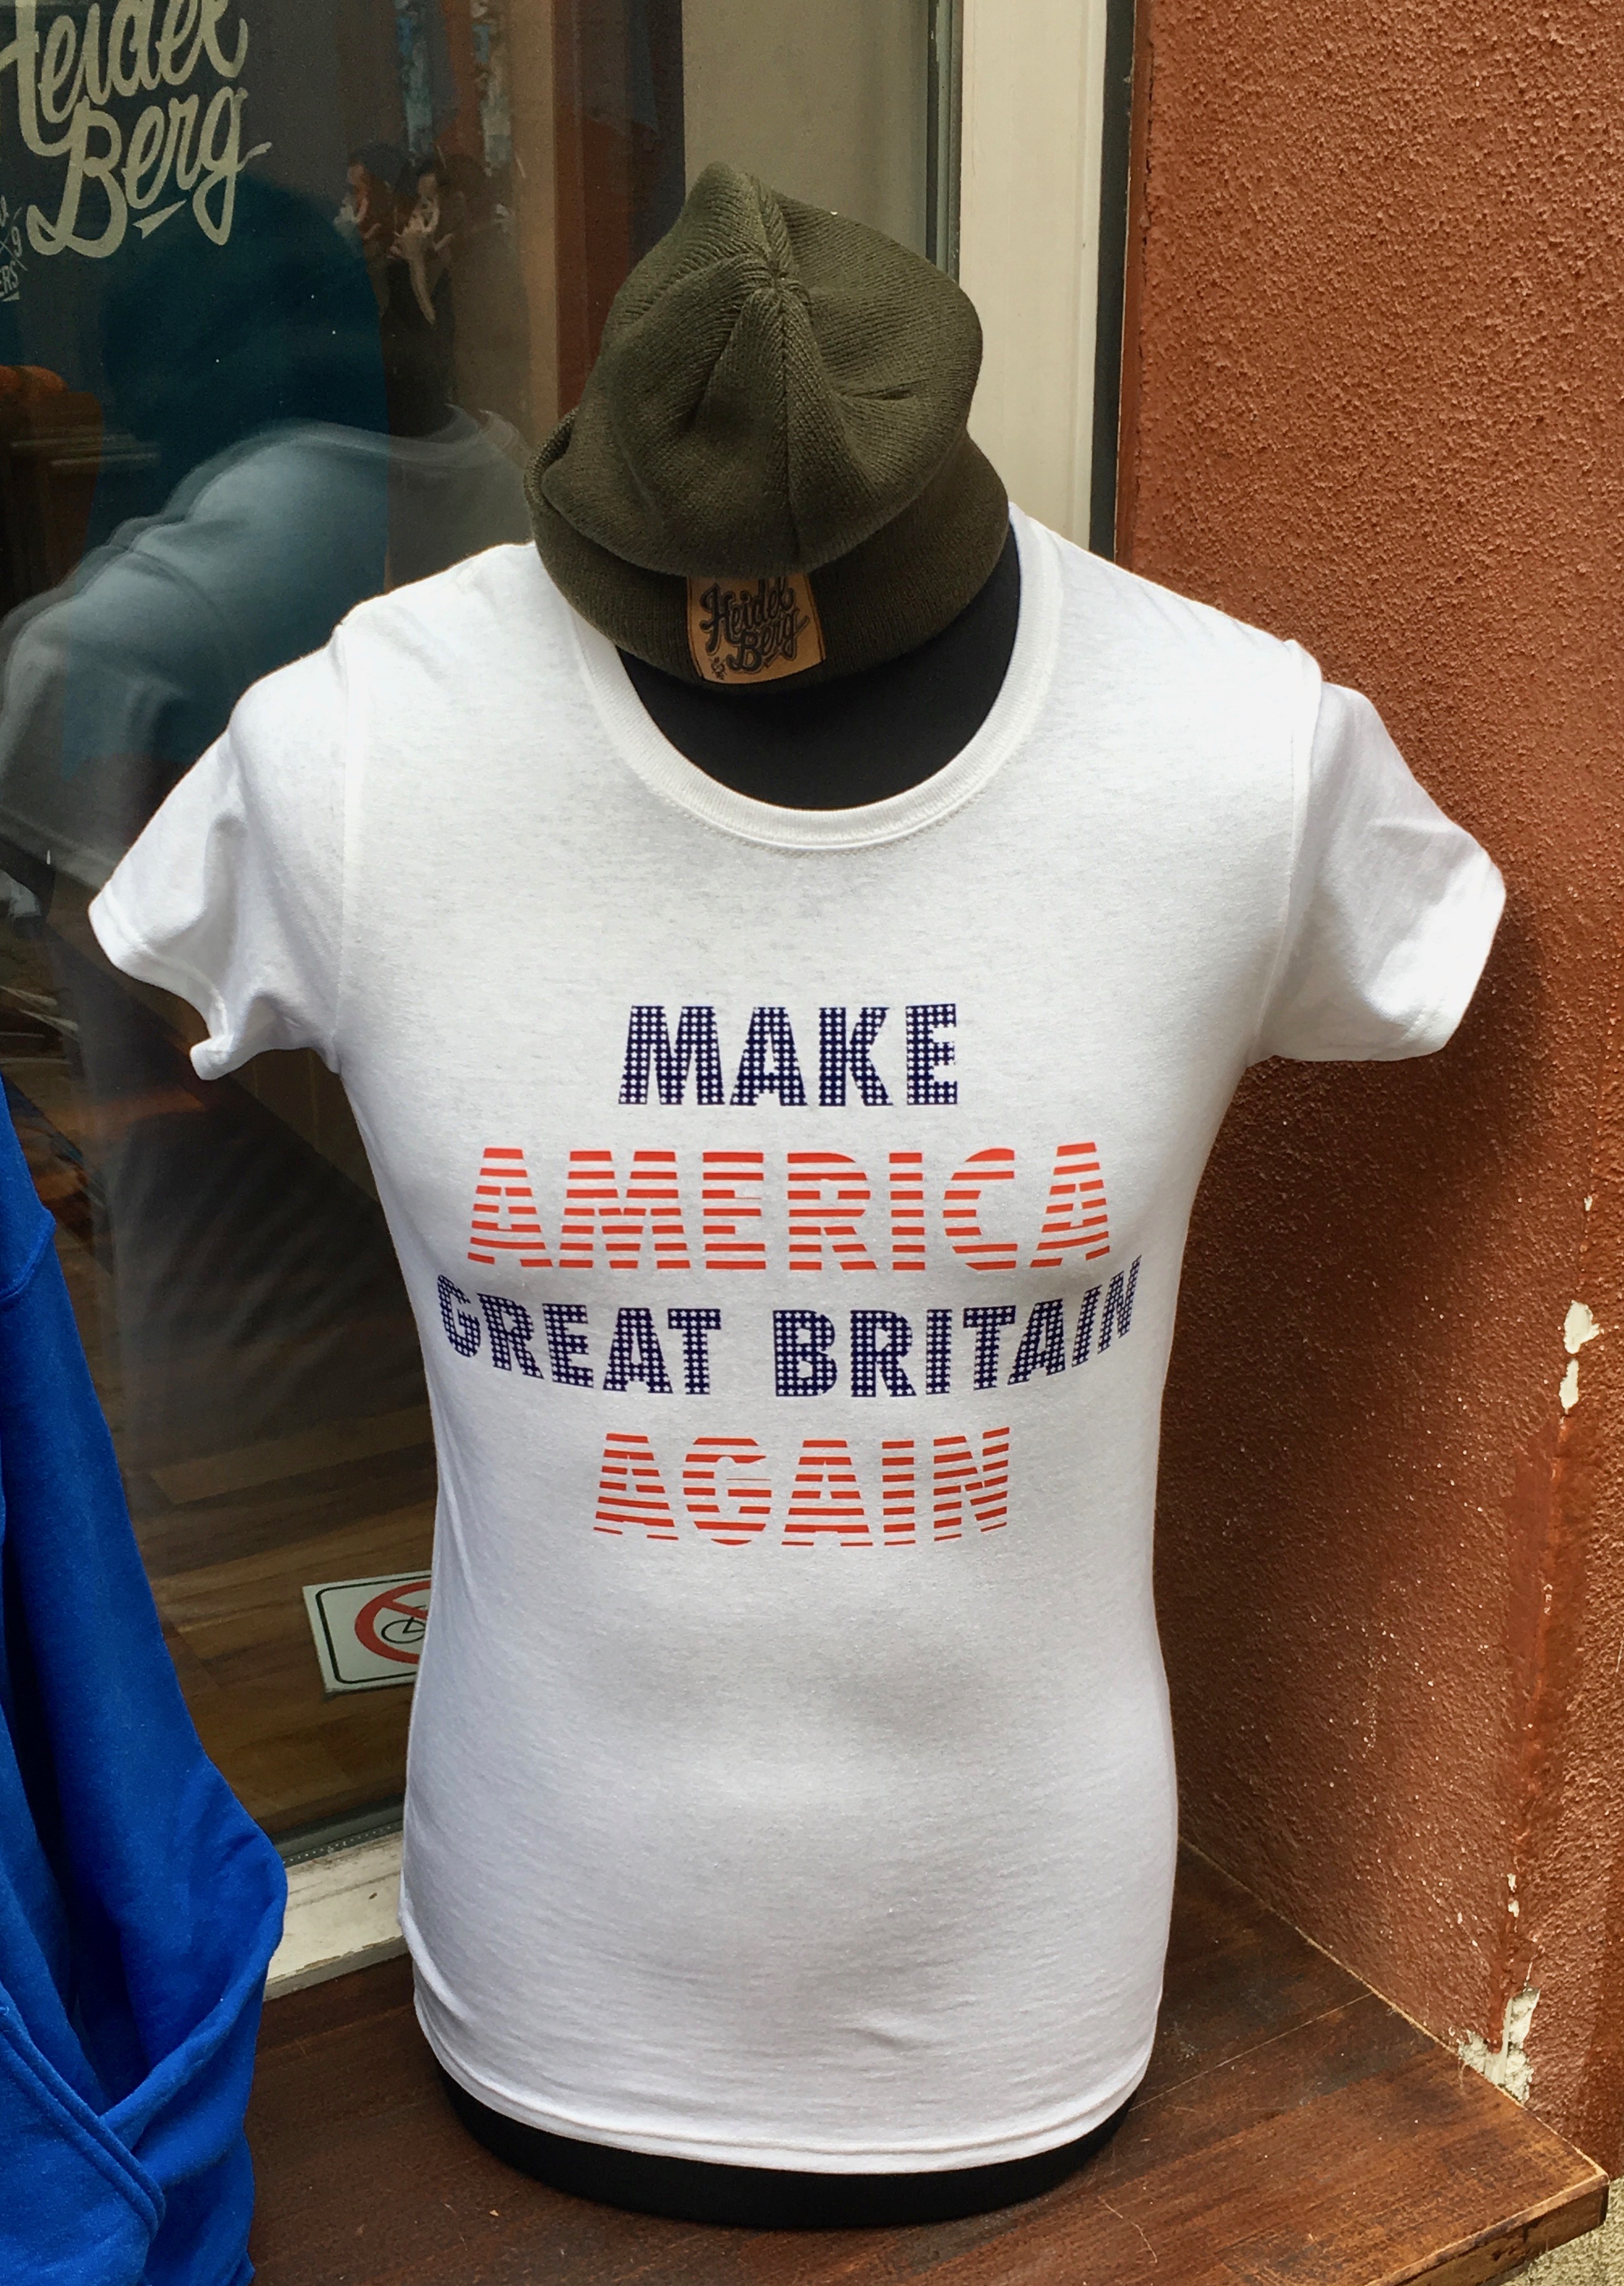 Heidel
Berg
Heidel
Berg
MAKE
AMERICA
GREAT BRITAIN
AGAIN